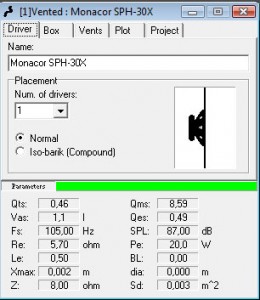 [1]Vented : Monacor SPH-30X
Driver Box Vents Plot Project
Name:
Monacor SPH-30X
Placement
Num. of drivers:
1
Normal
Iso-barik (Compound)
Parameters
Qts: 0,46 Qms: 8,59
Vas: 1,1 l Qes: 0,49
Fs: 105,00 Hz SPL: 87,00 dB
Re: 5,70 ohm Pe: 20,0 W
Le: 0,50 BL: 0,00
Xmax: 0,002 m dia: 0,000 m
Z: 8,00 ohm Sd: 0,003 m^2